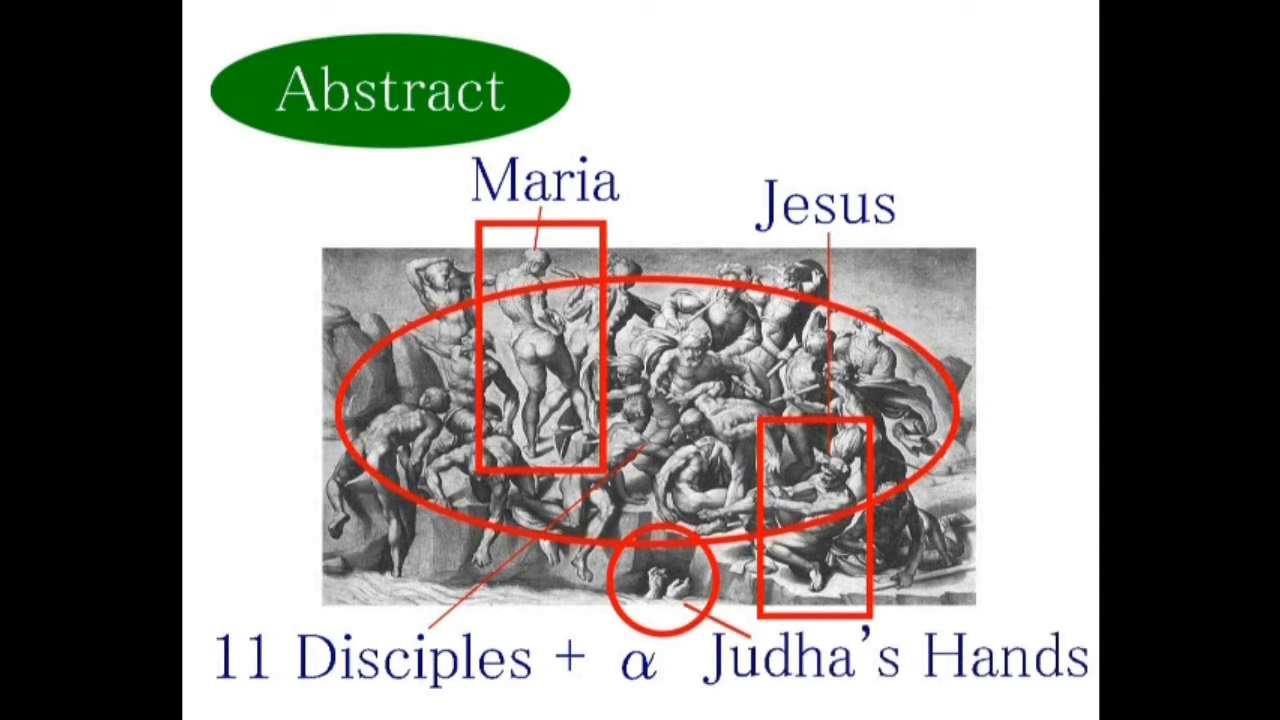 Abstract
Maria
Jesus
11 Disciples + α
Judha's Hands